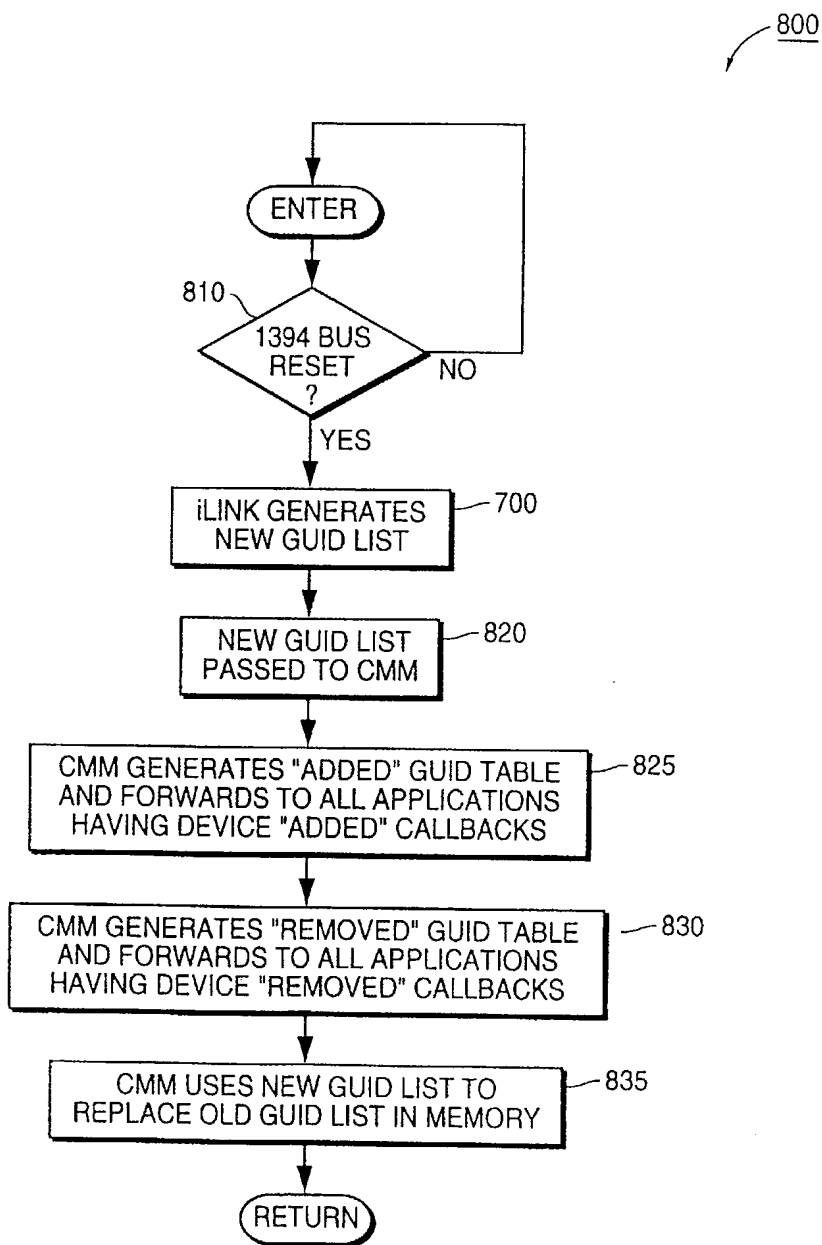 800
ENTER
810
1394 BUS
RESET
?
NO
YES
iLINK GENERATES
NEW GUID LIST
700
NEW GUID LIST
PASSED TO CMM
820
CMM GENERATES "ADDED" GUID TABLE
AND FORWARDS TO ALL APPLICATIONS
HAVING DEVICE "ADDED" CALLBACKS
825
CMM GENERATES "REMOVED" GUID TABLE
AND FORWARDS TO ALL APPLICATIONS
HAVING DEVICE "REMOVED" CALLBACKS
830
CMM USES NEW GUID LIST TO
REPLACE OLD GUID LIST IN MEMORY
835
RETURN